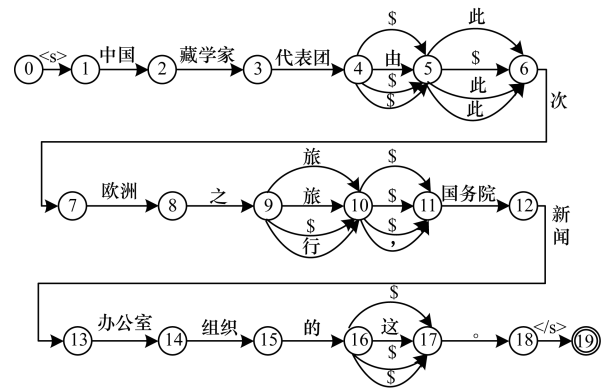 $ 此
<s> 中国 藏学家 代表团 由 $
0 1 2 3 4 5 6
$ 此
$ 此
次
旅 $
欧洲 之 旅 $ 国务院
7 8 9 10 11 12
$ $
行 ，
新闻
$
办公室 组织 的 这 。 </s>
13 14 15 16 17 18 19
$
$